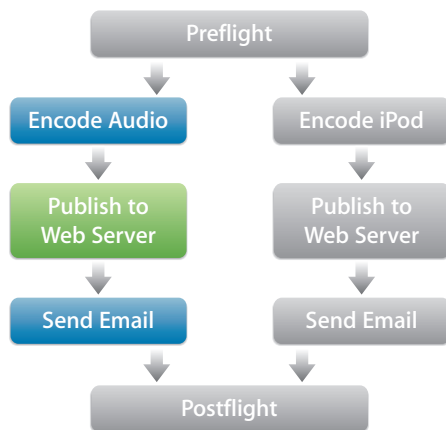 Preflight
Encode Audio
Encode iPod
Publish to
Web Server
Publish to
Web Server
Send Email
Send Email
Postflight